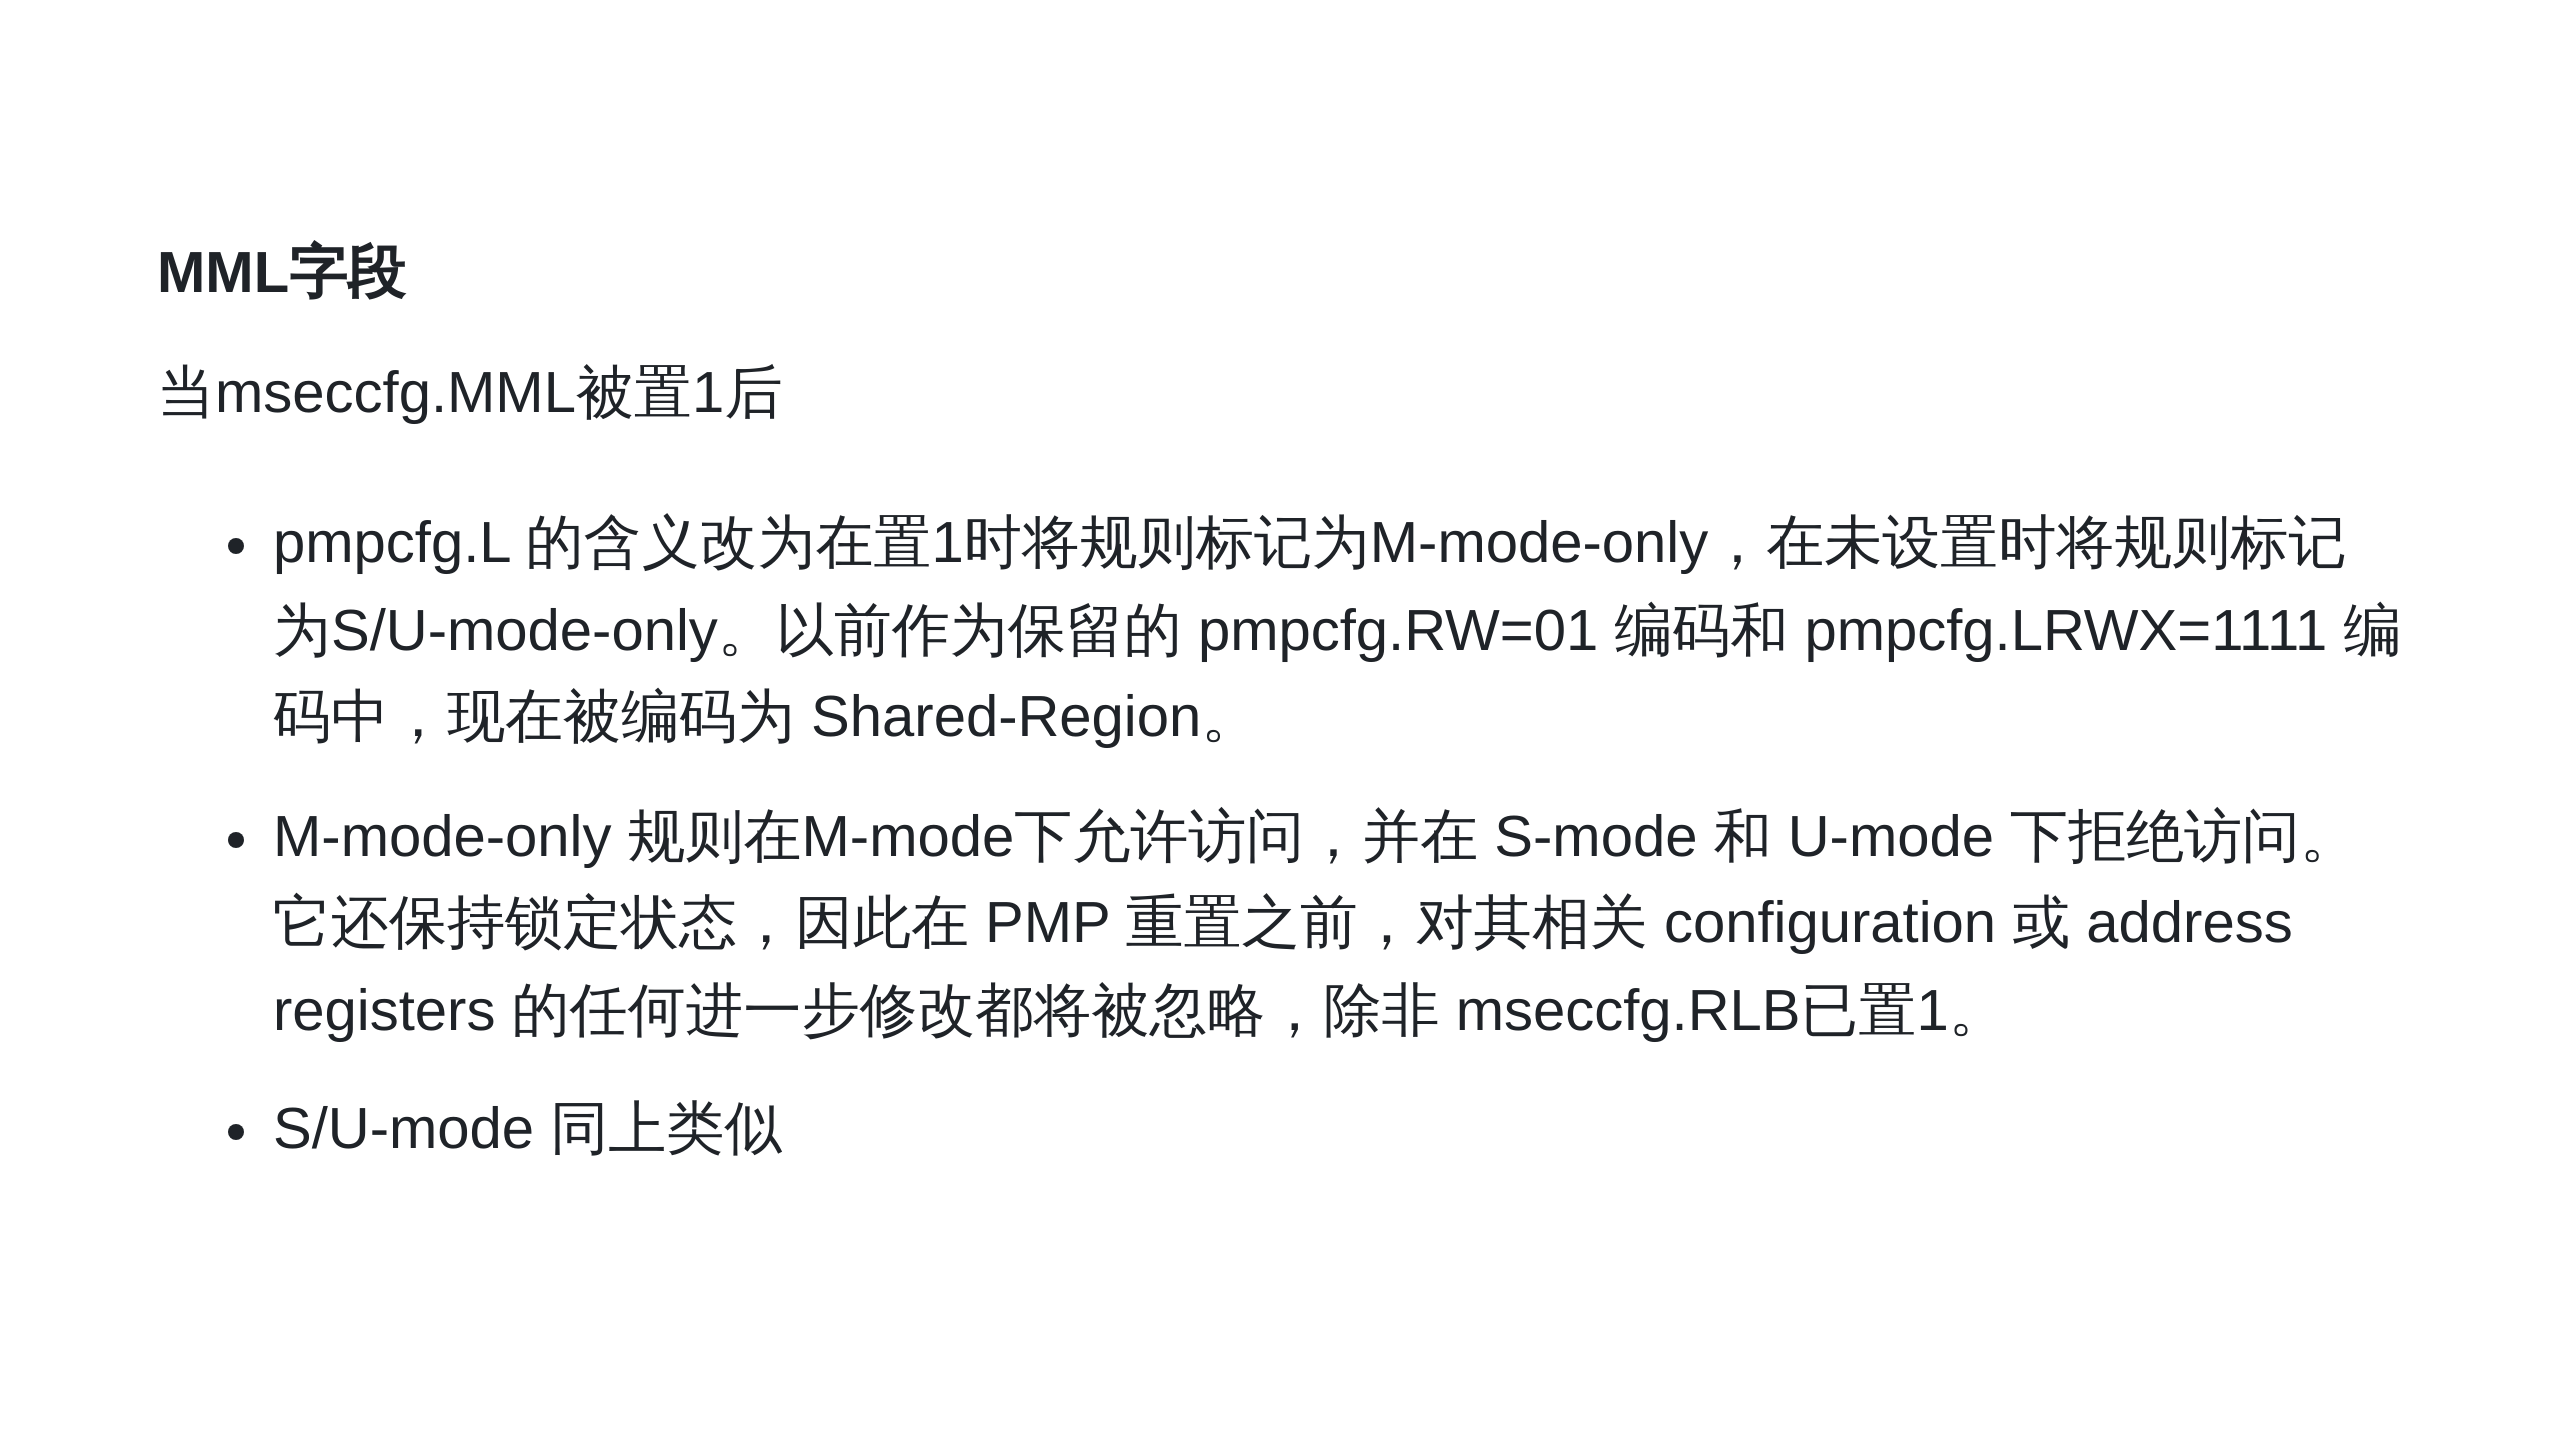 MML字段
当mseccfg.MML被置1后
• pmpcfg.L 的含义改为在置1时将规则标记为M-mode-only，在未设置时将规则标记
为S/U-mode-only。以前作为保留的 pmpcfg.RW=01 编码和 pmpcfg.LRWX=1111 编
码中，现在被编码为 Shared-Region。
• M-mode-only 规则在M-mode下允许访问，并在 S-mode 和 U-mode 下拒绝访问。
它还保持锁定状态，因此在 PMP 重置之前，对其相关 configuration 或 address
registers 的任何进一步修改都将被忽略，除非 mseccfg.RLB已置1。
• S/U-mode 同上类似